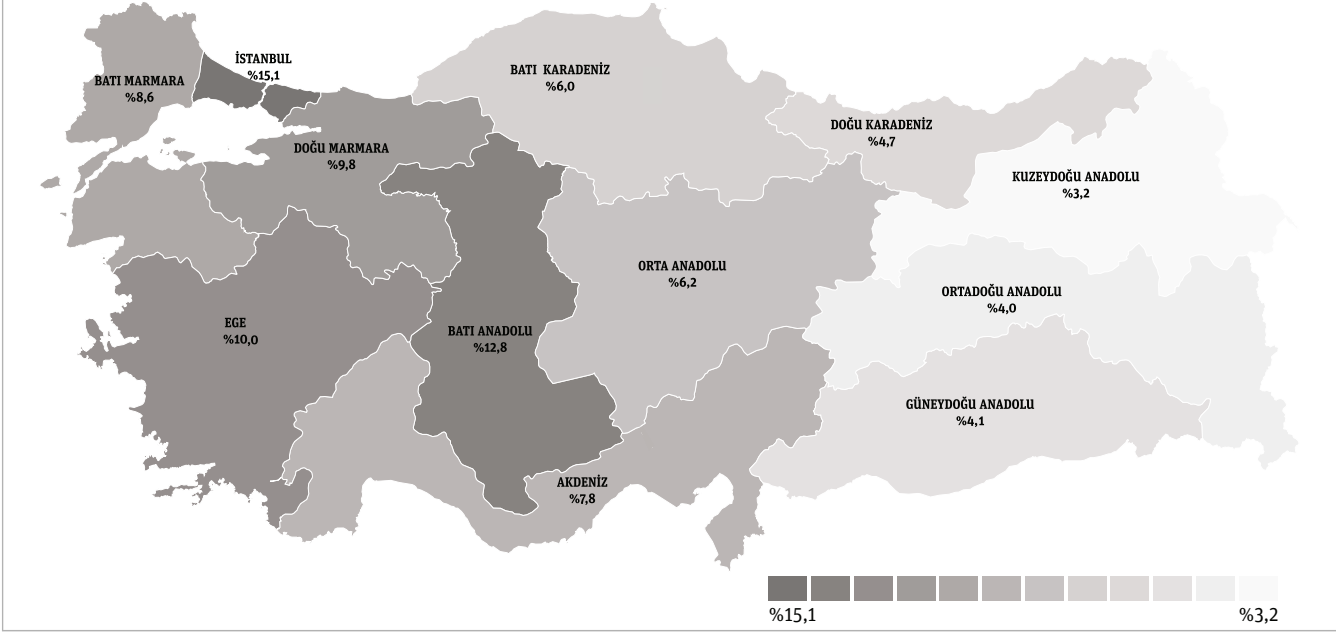 İSTANBUL
%15,1
BATI MARMARA
%8,6
BATI KARADENİZ
%6,0
DOĞU KARADENİZ
%4,7
DOĞU MARMARA
%9,8
KUZEYDOĞU ANADOLU
%3,2
ORTA ANADOLU
%6,2
ORTADOĞU ANADOLU
%4,0
EGE
%10,0
BATI ANADOLU
%12,8
GÜNEYDOĞU ANADOLU
%4,1
AKDENİZ
%7,8
%15,1
%3,2